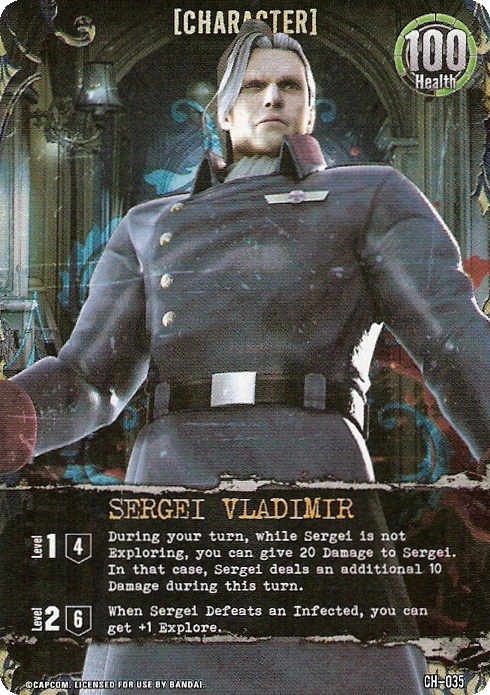 [CHARACTER]
100
Health
SERGEI VLADIMIR
Level 1 4
During your turn, while Sergei is not
Exploring, you can give 20 Damage to Sergei.
In that case, Sergei deals an additional 10
Damage during this turn.
Level 2 6
When Sergei Defeats an Infected, you can
get +1 Explore.
©CAPCOM. LICENSED FOR USE BY BANDAI.
CH-035